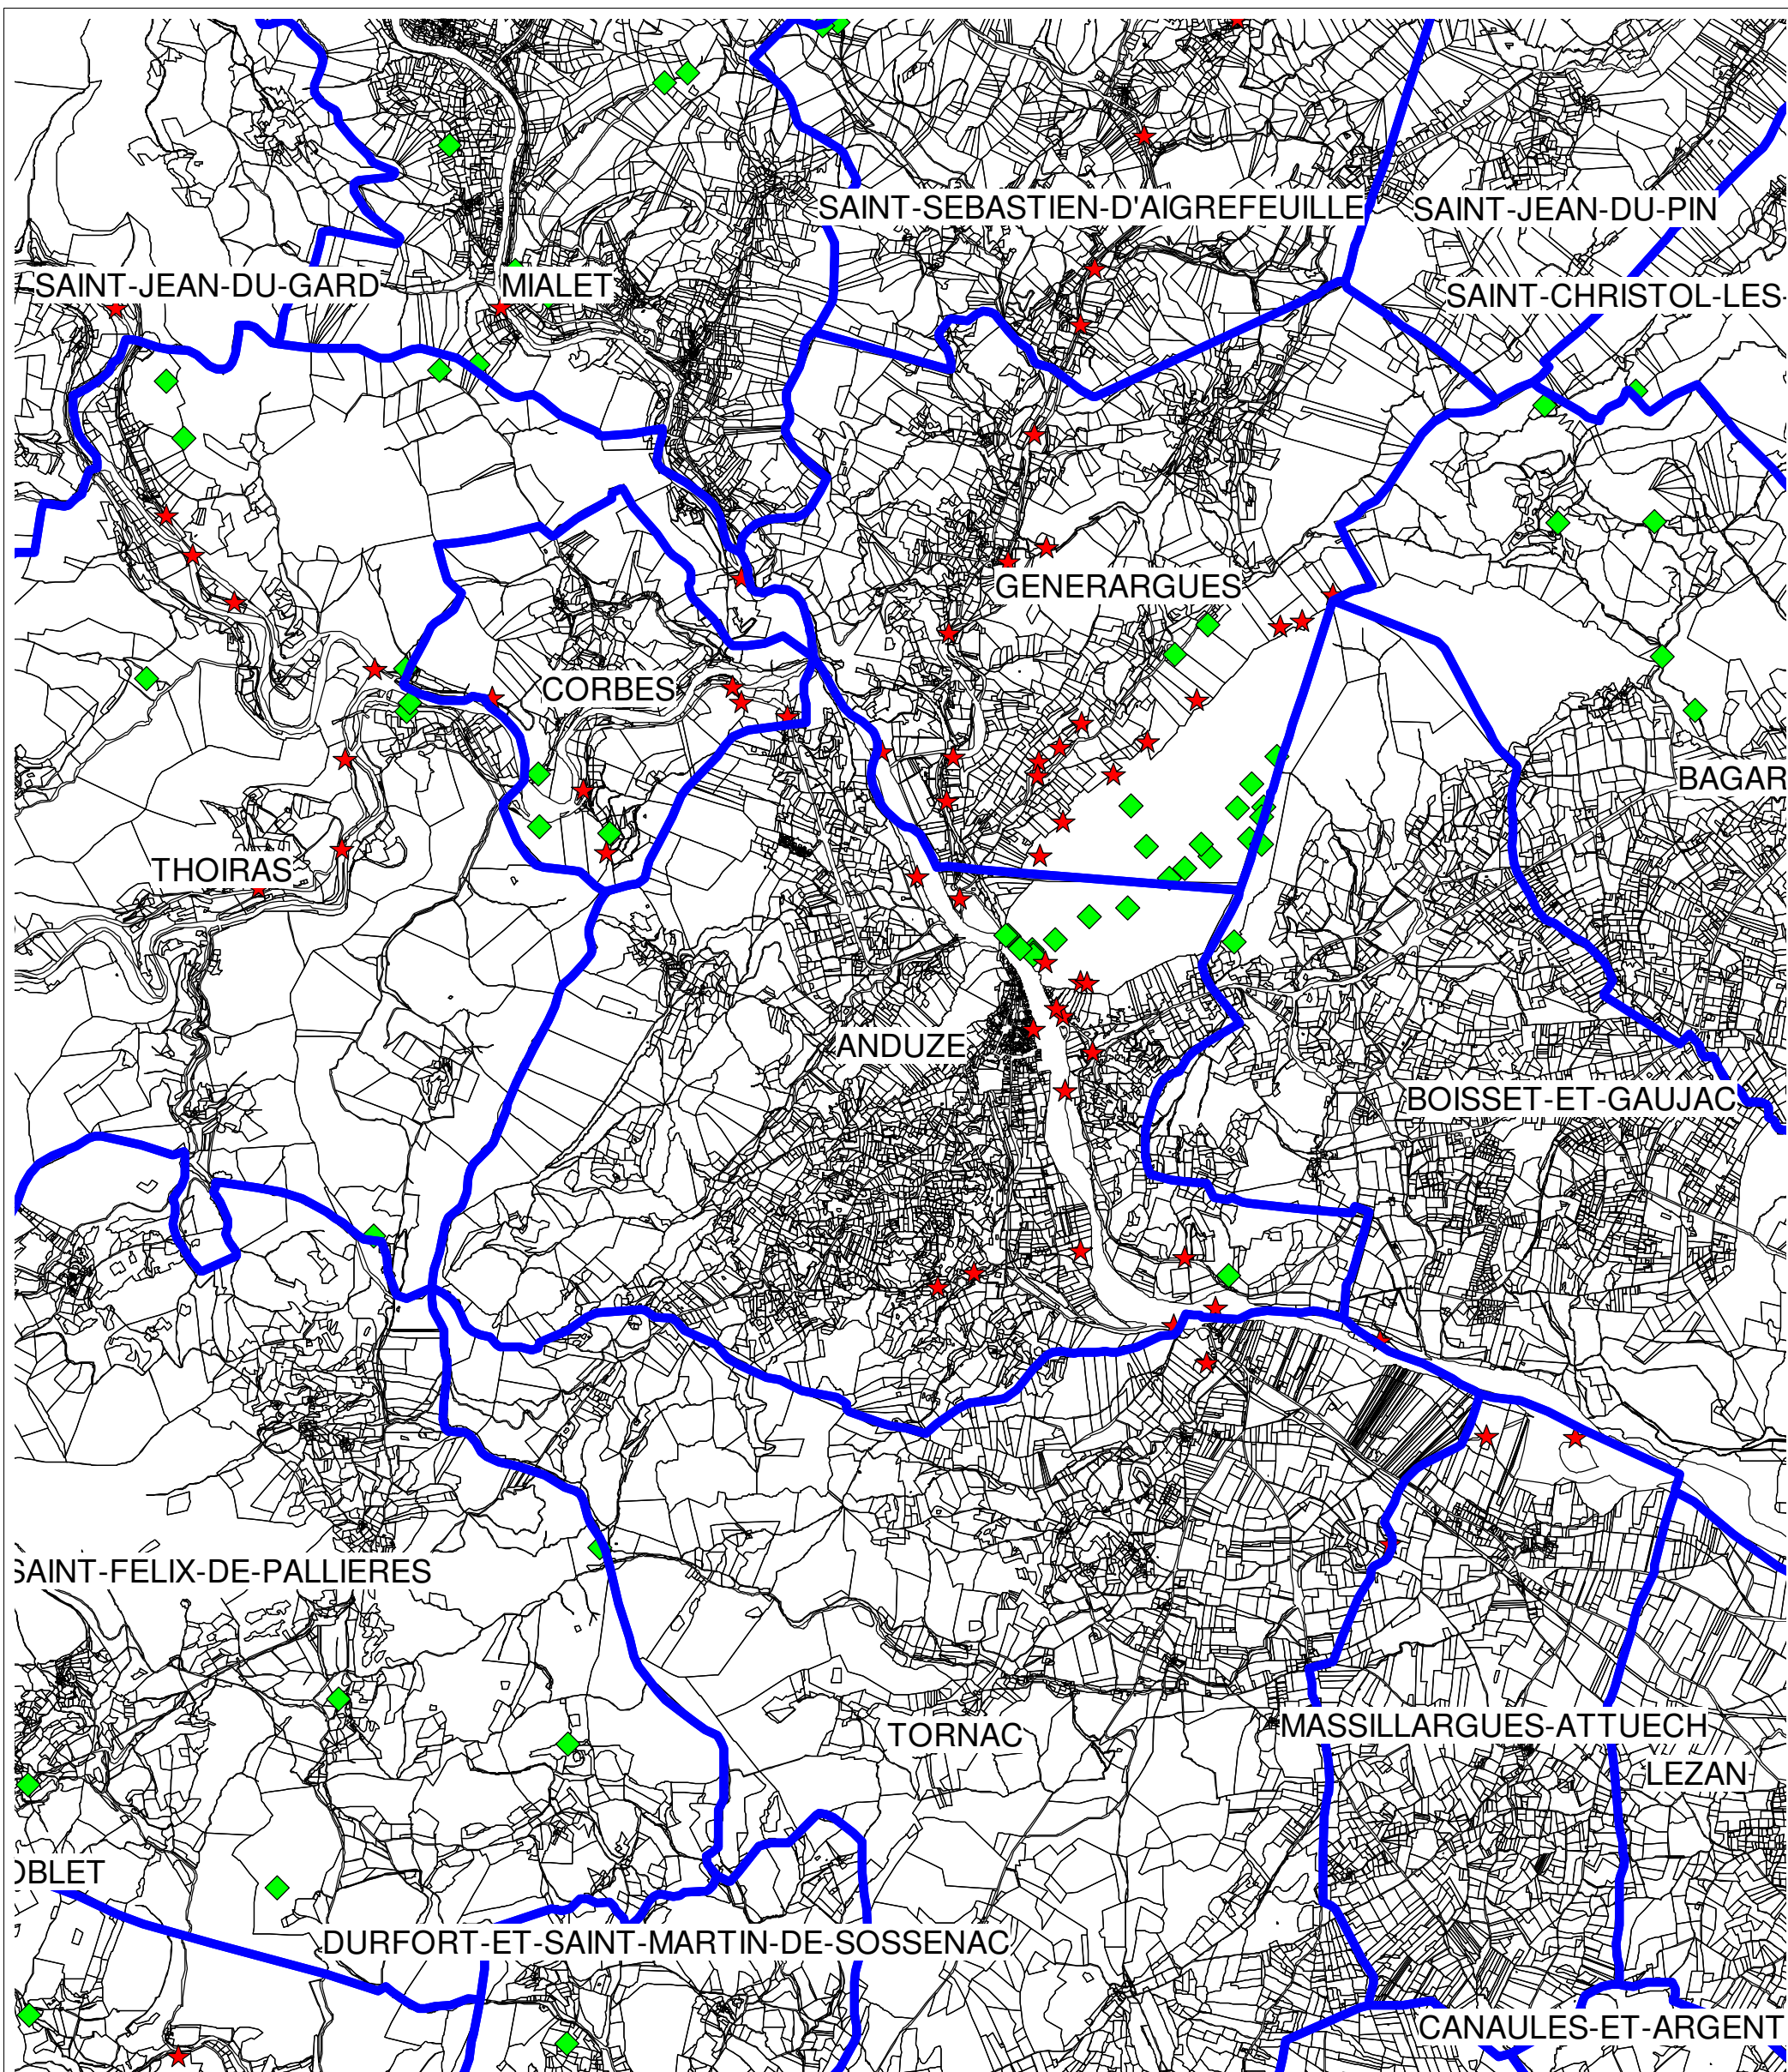 SAINT-SEBASTIEN-D'AIGREFEUILLE
SAINT-JEAN-DU-PIN
SAINT-JEAN-DU-GARD
MIALET
SAINT-CHRISTOL-LES-
GENERARGUES
CORBES
BAGAR
THOIRAS
ANDUZE
BOISSET-ET-GAUJAC
SAINT-FELIX-DE-PALLIERES
TORNAC
MASSILLARGUES-ATTUECH
LEZAN
OBLET
DURFORT-ET-SAINT-MARTIN-DE-SOSSENAC
CANAULES-ET-ARGENT